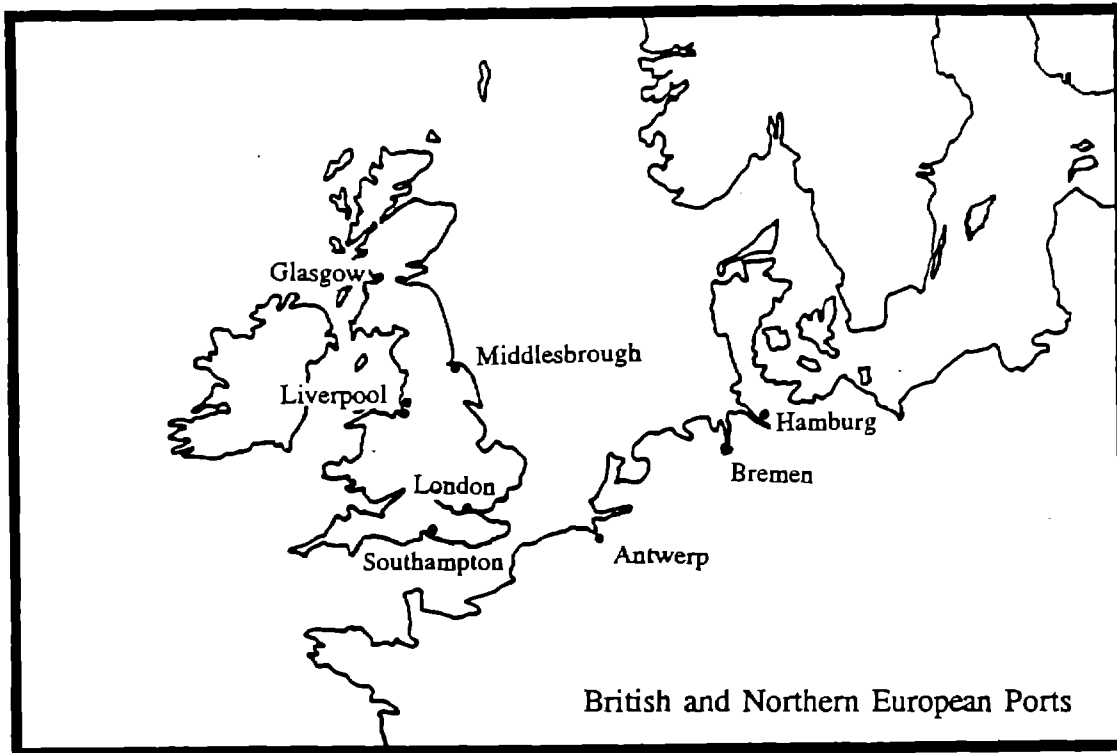 Glasgow
Middlesbrough
Liverpool
Hamburg
Bremen
London
Antwerp
Southampton
British and Northern European Ports